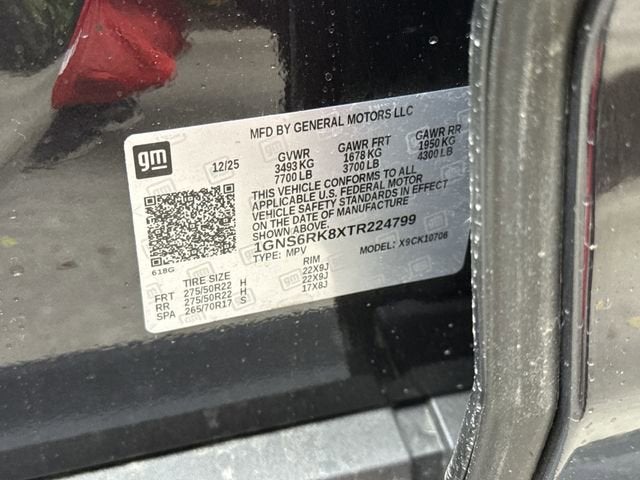 MFD BY GENERAL MOTORS LLC
gm
12/25
GVWR GAWR FRT GAWR RR
3493 KG 1678 KG 1950 KG
7700 LB 3700 LB 4300 LB
THIS VEHICLE CONFORMS TO ALL
APPLICABLE U.S. FEDERAL MOTOR
VEHICLE SAFETY STANDARDS IN EFFECT
ON THE DATE OF MANUFACTURE
SHOWN ABOVE.
1GNS6RK8XTR224799
TYPE: MPV MODEL: X9CK10706
618G
TIRE SIZE RIM
FRT 275/50R22 H 22X9J
RR 275/50R22 H 22X9J
SPA 265/70R17 S 17X8J